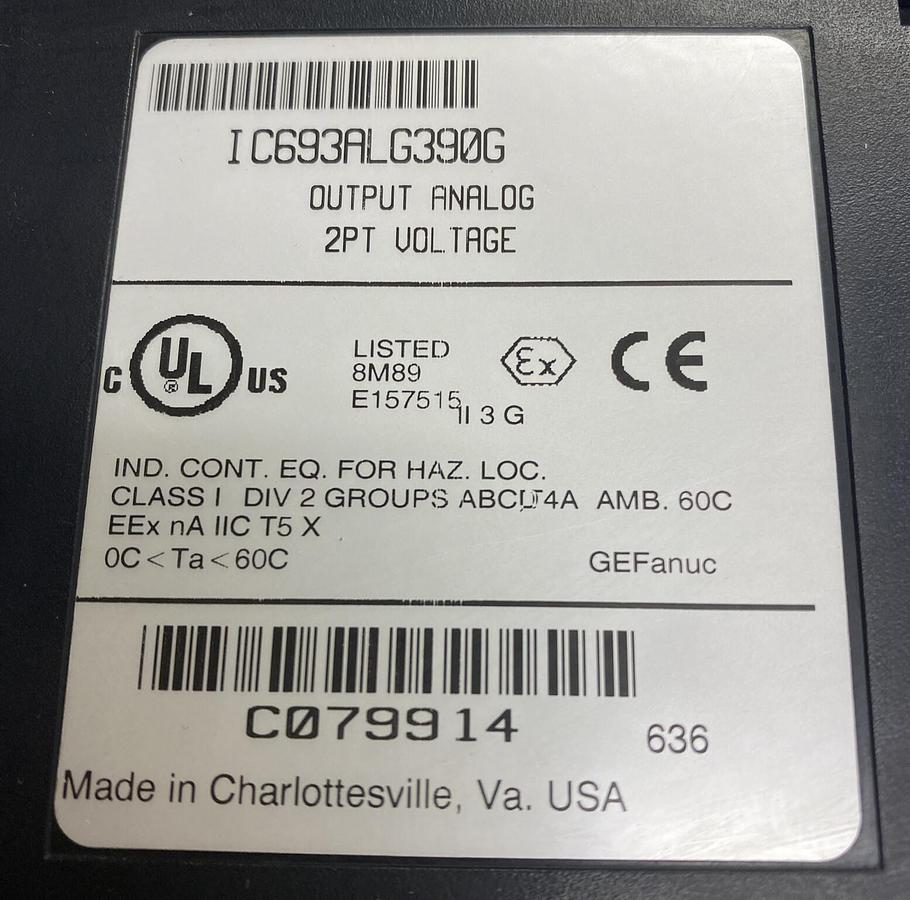 IC693ALG390G
OUTPUT ANALOG
2PT VOLTAGE
C UL® US
LISTED
8M89
E157515
Ex
II 3 G
CE
IND. CONT. EQ. FOR HAZ. LOC.
CLASS I DIV 2 GROUPS ABCD T4A AMB. 60C
EEx nA IIC T5 X
0C<Ta<60C
GEFanuc
C079914
636
Made in Charlottesville, Va. USA